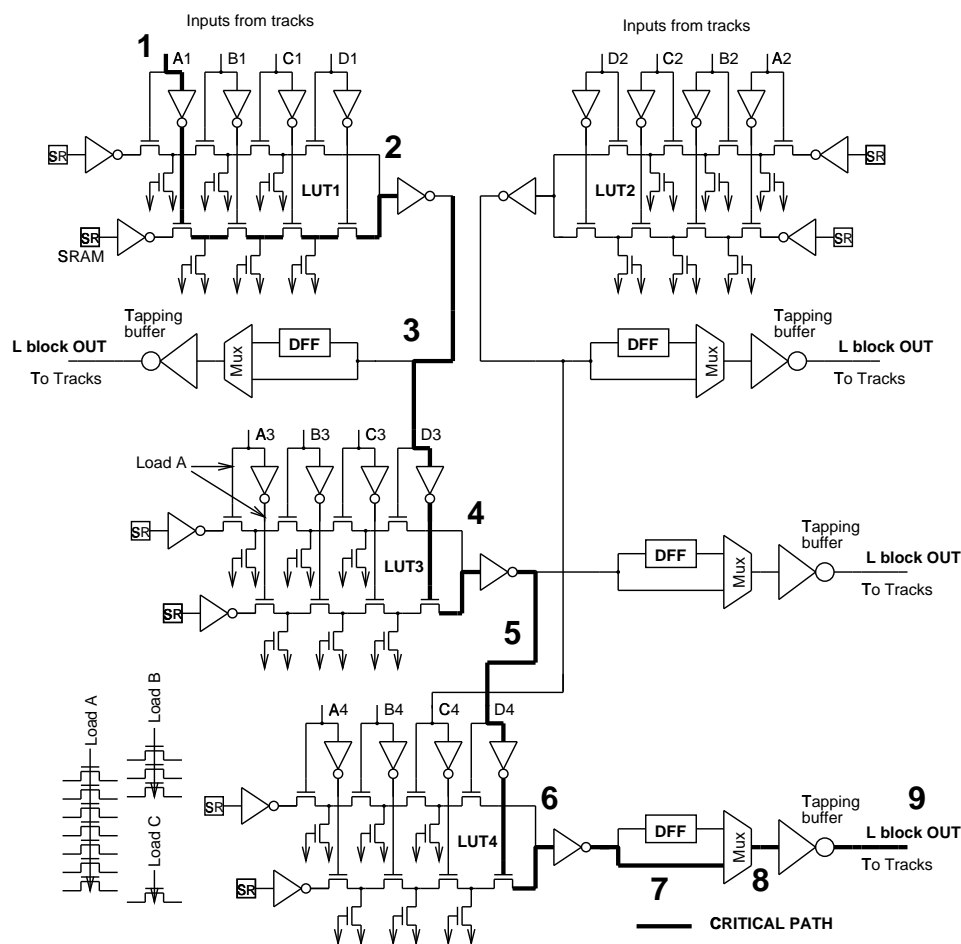 Inputs from tracks
Inputs from tracks
1
A1
B1
C1
D1
D2
C2
B2
A2
2
SR
SR
LUT1
LUT2
SR
SRAM
SR
3
Tapping
buffer
Tapping
buffer
L block OUT
Mux
DFF
DFF
Mux
L block OUT
To Tracks
To Tracks
A3
B3
C3
D3
Load A
4
SR
Tapping
buffer
LUT3
DFF
Mux
L block OUT
To Tracks
SR
5
Load A
Load B
A4
B4
C4
D4
6
Tapping
buffer
9
SR
Load C
LUT4
DFF
Mux
L block OUT
To Tracks
SR
7
8
CRITICAL PATH